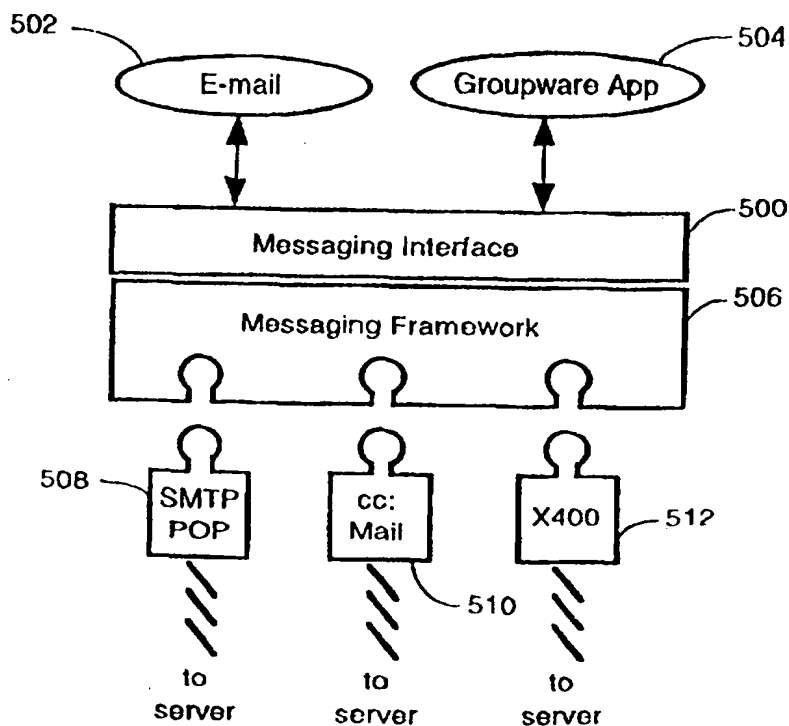 502
504
E-mail
Groupware App
500
Messaging Interface
506
Messaging Framework
508
SMTP
POP
cc:
Mail
X400
512
510
to
server
to
server
to
server